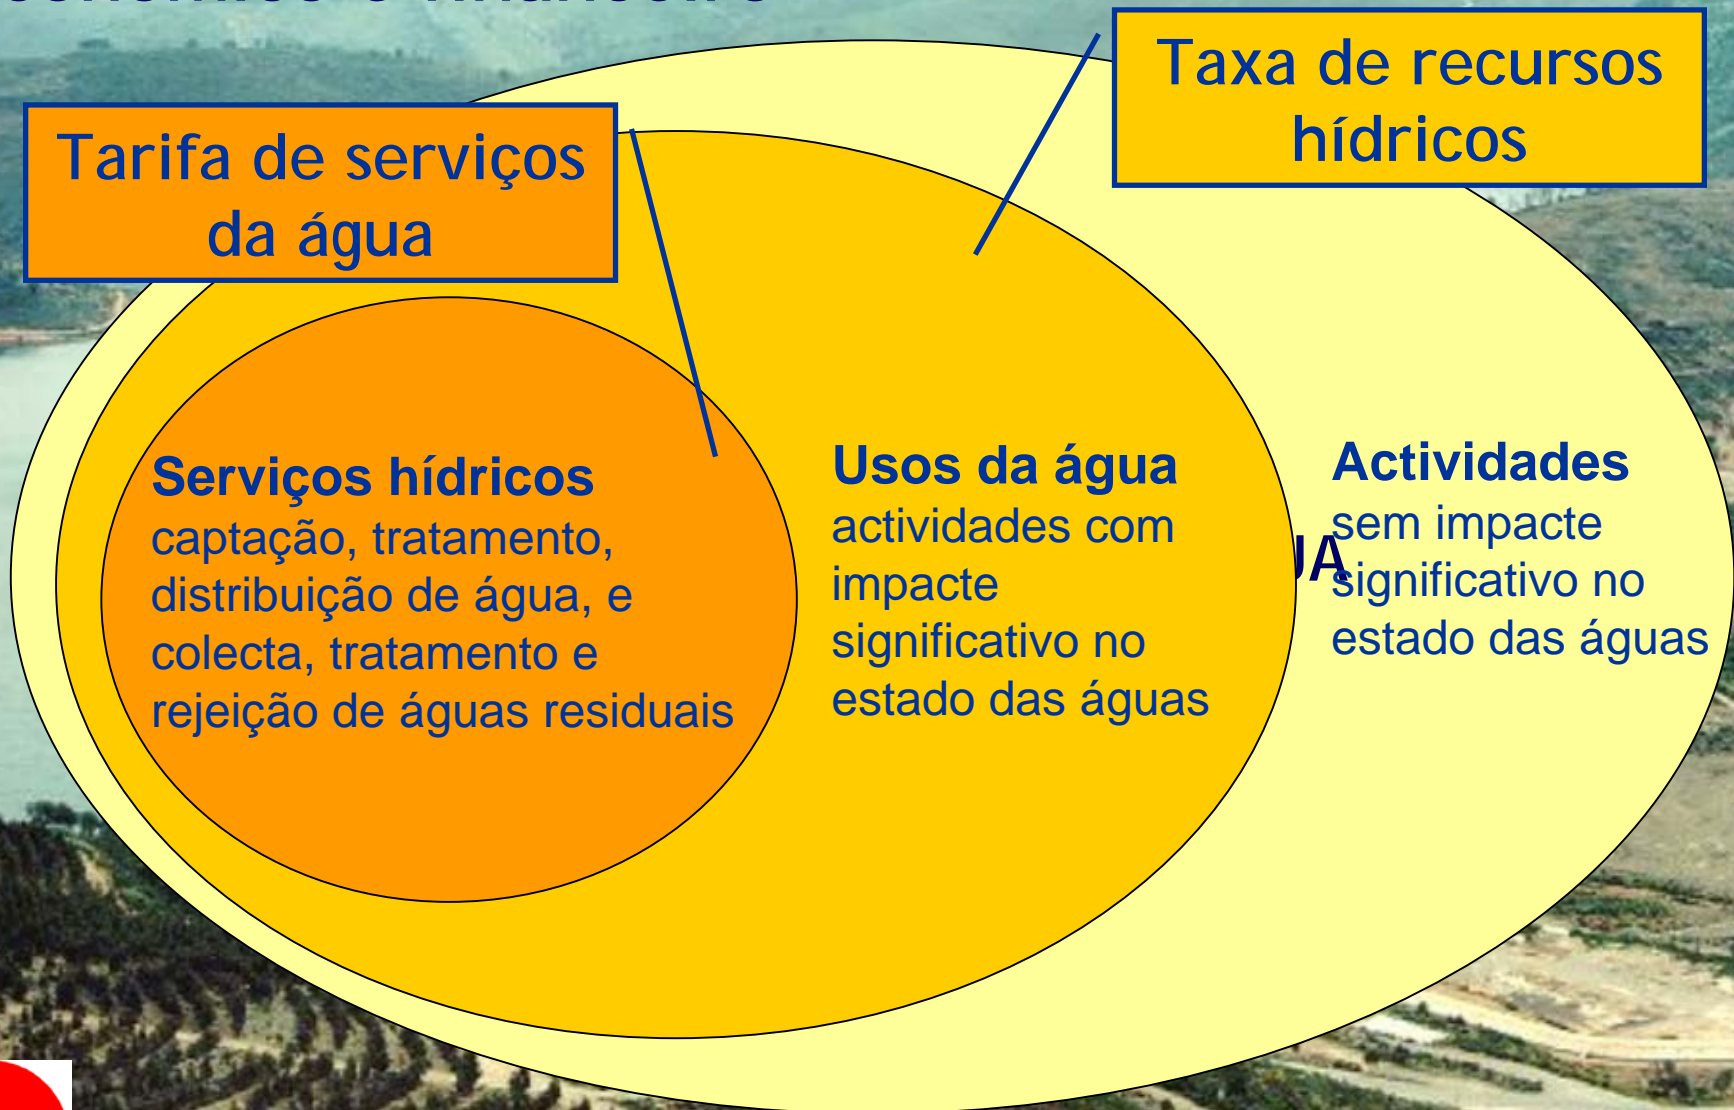 Taxa de recursos
hídricos
Tarifa de serviços
da água
Serviços hídricos
captação, tratamento,
distribuição de água, e
colecta, tratamento e
rejeição de águas residuais
Usos da água
actividades com
impacte
significativo no
estado das águas
Actividades
sem impacte
significativo no
estado das águas